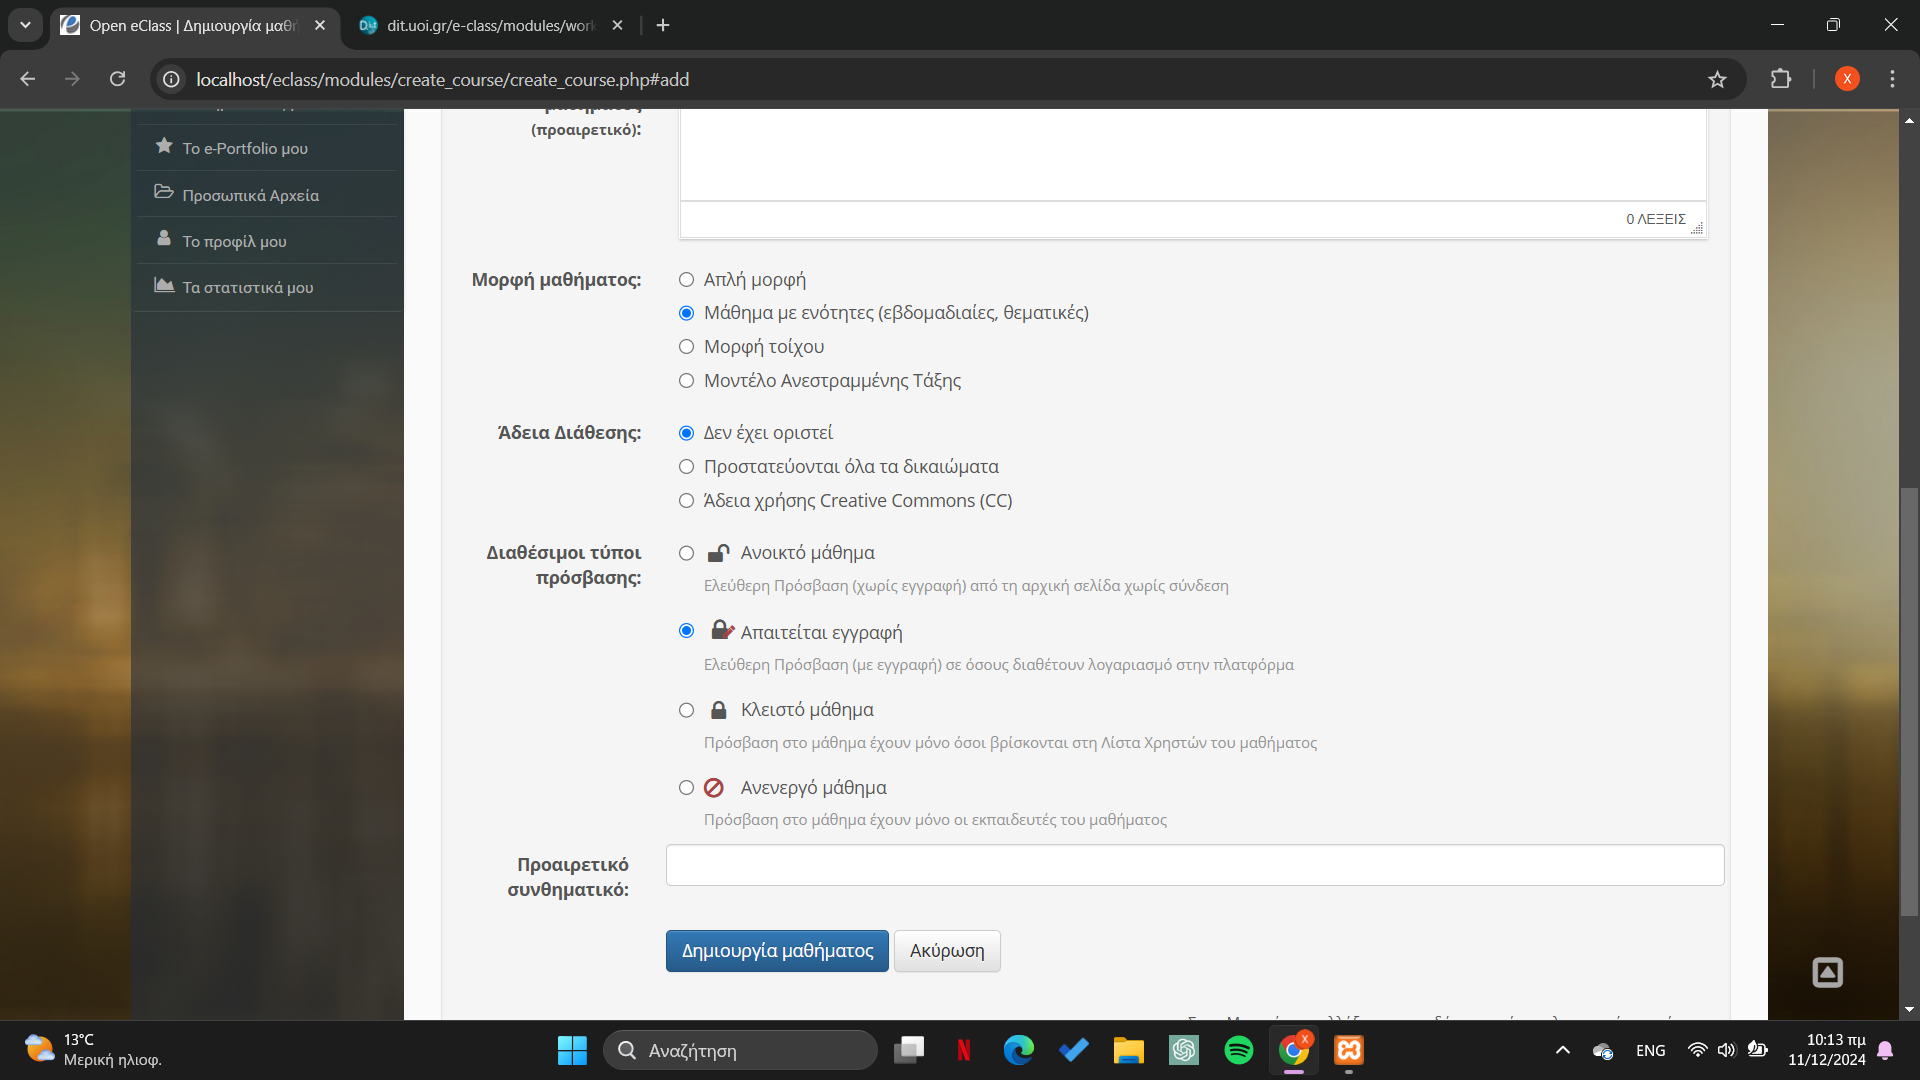 Open eClass | Δημιουργία μαθη
dit.uoi.gr/e-class/modules/work
localhost/eclass/modules/create_course/create_course.php#add
X
(προαιρετικό):
Το e-Portfolio μου
Προσωπικά Αρχεία
Το προφίλ μου
Τα στατιστικά μου
0 ΛΕΞΕΙΣ
Μορφή μαθήματος:
Απλή μορφή
Μάθημα με ενότητες (εβδομαδιαίες, θεματικές)
Μορφή τοίχου
Μοντέλο Ανεστραμμένης Τάξης
Άδεια Διάθεσης:
Δεν έχει οριστεί
Προστατεύονται όλα τα δικαιώματα
Άδεια χρήσης Creative Commons (CC)
Διαθέσιμοι τύποι
πρόσβασης:
Ανοικτό μάθημα
Ελεύθερη Πρόσβαση (χωρίς εγγραφή) από τη αρχική σελίδα χωρίς σύνδεση
Απαιτείται εγγραφή
Ελεύθερη Πρόσβαση (με εγγραφή) σε όσους διαθέτουν λογαριασμό στην πλατφόρμα
Κλειστό μάθημα
Πρόσβαση στο μάθημα έχουν μόνο όσοι βρίσκονται στη Λίστα Χρηστών του μαθήματος
Ανενεργό μάθημα
Πρόσβαση στο μάθημα έχουν μόνο οι εκπαιδευτές του μαθήματος
Προαιρετικό
συνθηματικό:
Δημιουργία μαθήματος
Ακύρωση
13°C
Μερική ηλιοφ.
Αναζήτηση
ENG
10:13 πμ
11/12/2024